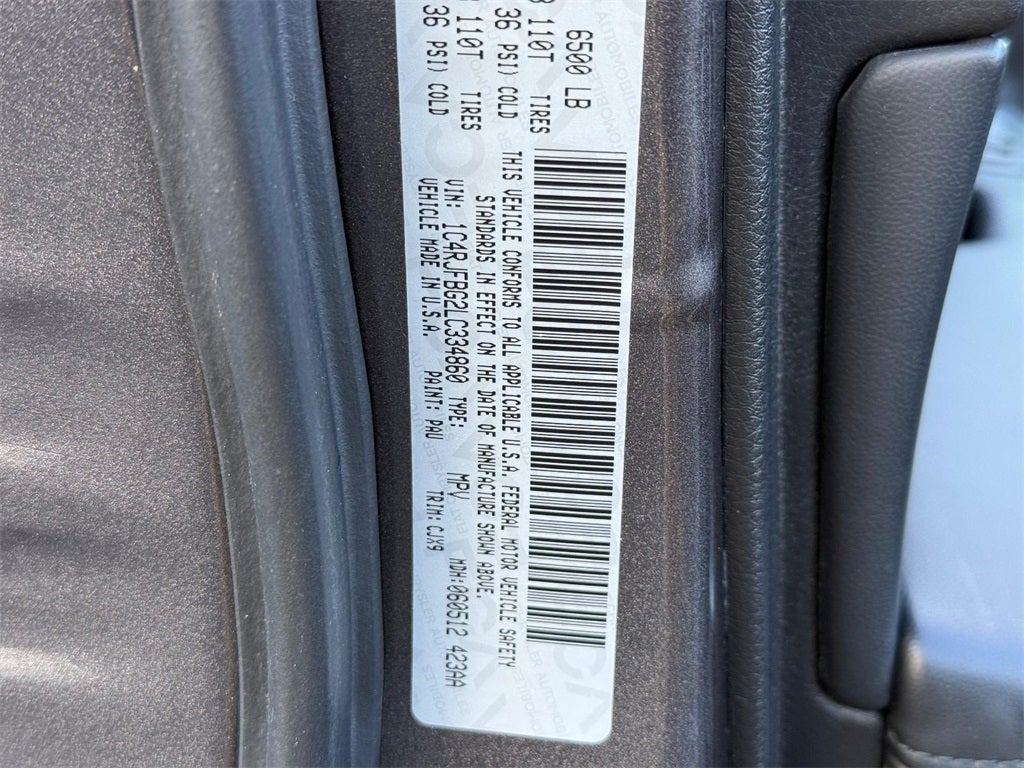 6500 LB
110T TIRES
36 PSI) COLD
110T TIRES
36 PSI) COLD
THIS VEHICLE CONFORMS TO ALL APPLICABLE U.S.A. FEDERAL MOTOR VEHICLE SAFETY
STANDARDS IN EFFECT ON THE DATE OF MANUFACTURE SHOWN ABOVE.
VIN: 1C4RJFBG2LC334860 TYPE: MPV MDH:060512 423AA
VEHICLE MADE IN U.S.A. PAINT: PAU TRIM:CJX9